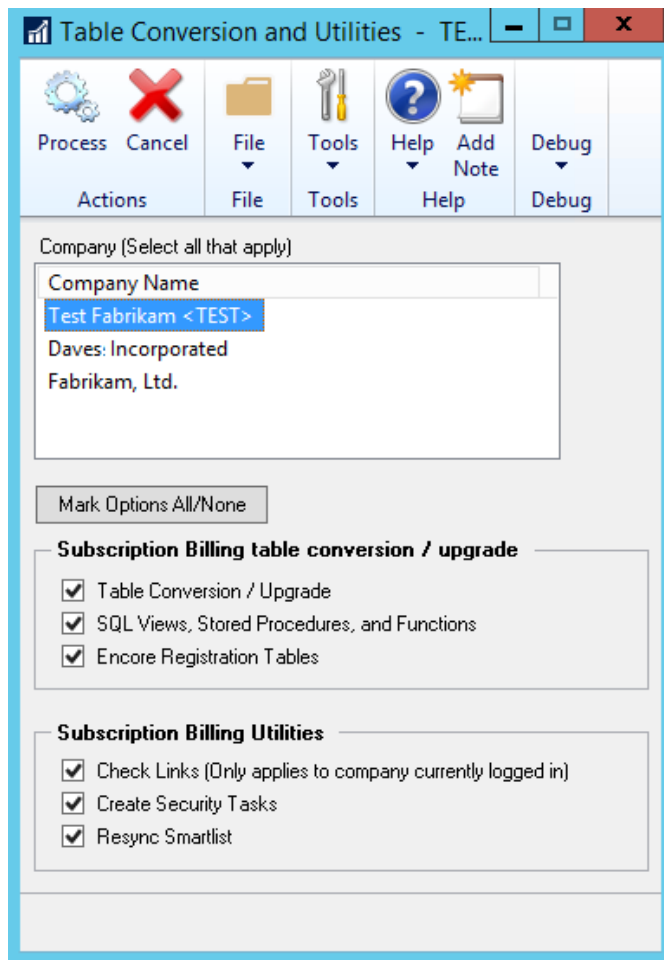 Table Conversion and Utilities - TE...
Process Cancel File Tools Help Add Note Debug
Actions File Tools Help Debug
Company (Select all that apply)
Company Name
Test Fabrikam <TEST>
Daves: Incorporated
Fabrikam, Ltd.
Mark Options All/None
Subscription Billing table conversion / upgrade
Table Conversion / Upgrade
SQL Views, Stored Procedures, and Functions
Encore Registration Tables
Subscription Billing Utilities
Check Links (Only applies to company currently logged in)
Create Security Tasks
Resync Smartlist